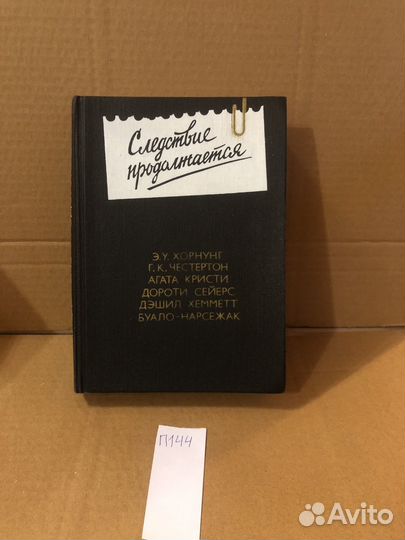 Следствие
продолжается
Э.У. ХОРНУНГ
Г. К. ЧЕСТЕРТОН
АГАТА КРИСТИ
ДОРОТИ СЕЙЕРС
ДЭШИЛ ХЕММЕТТ
БУАЛО-НАРСЕЖАК
П144
Avito